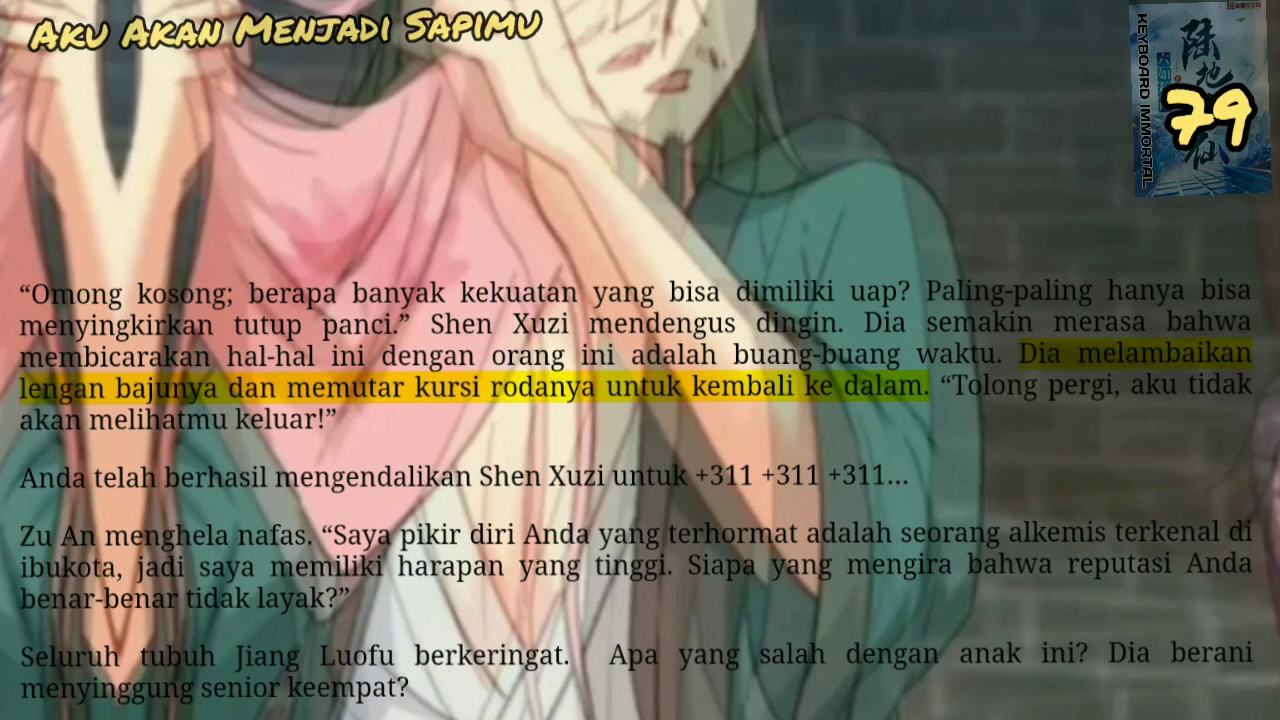 Aku Akan Menjadi Sapimu
KEYBOARD IMMORTAL
陆地
仙
79
“Omong kosong; berapa banyak kekuatan yang bisa dimiliki uap? Paling-paling hanya bisa
menyingkirkan tutup panci.” Shen Xuzi mendengus dingin. Dia semakin merasa bahwa
membicarakan hal-hal ini dengan orang ini adalah buang-buang waktu. Dia melambaikan
lengan bajunya dan memutar kursi rodanya untuk kembali ke dalam. “Tolong pergi, aku tidak
akan melihatmu keluar!”
Anda telah berhasil mengendalikan Shen Xuzi untuk +311 +311 +311...
Zu An menghela nafas. “Saya pikir diri Anda yang terhormat adalah seorang alkemis terkenal di
ibukota, jadi saya memiliki harapan yang tinggi. Siapa yang mengira bahwa reputasi Anda
benar-benar tidak layak?”
Seluruh tubuh Jiang Luofu berkeringat. Apa yang salah dengan anak ini? Dia berani
menyinggung senior keempat?